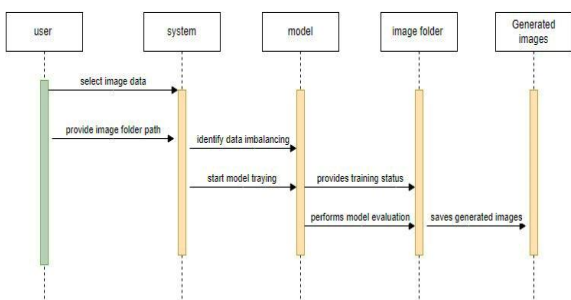 user
system
model
image folder
Generated
images
select image data
provide image folder path
identify data imbalancing
start model traying
provides training status
performs model evaluation
saves generated images